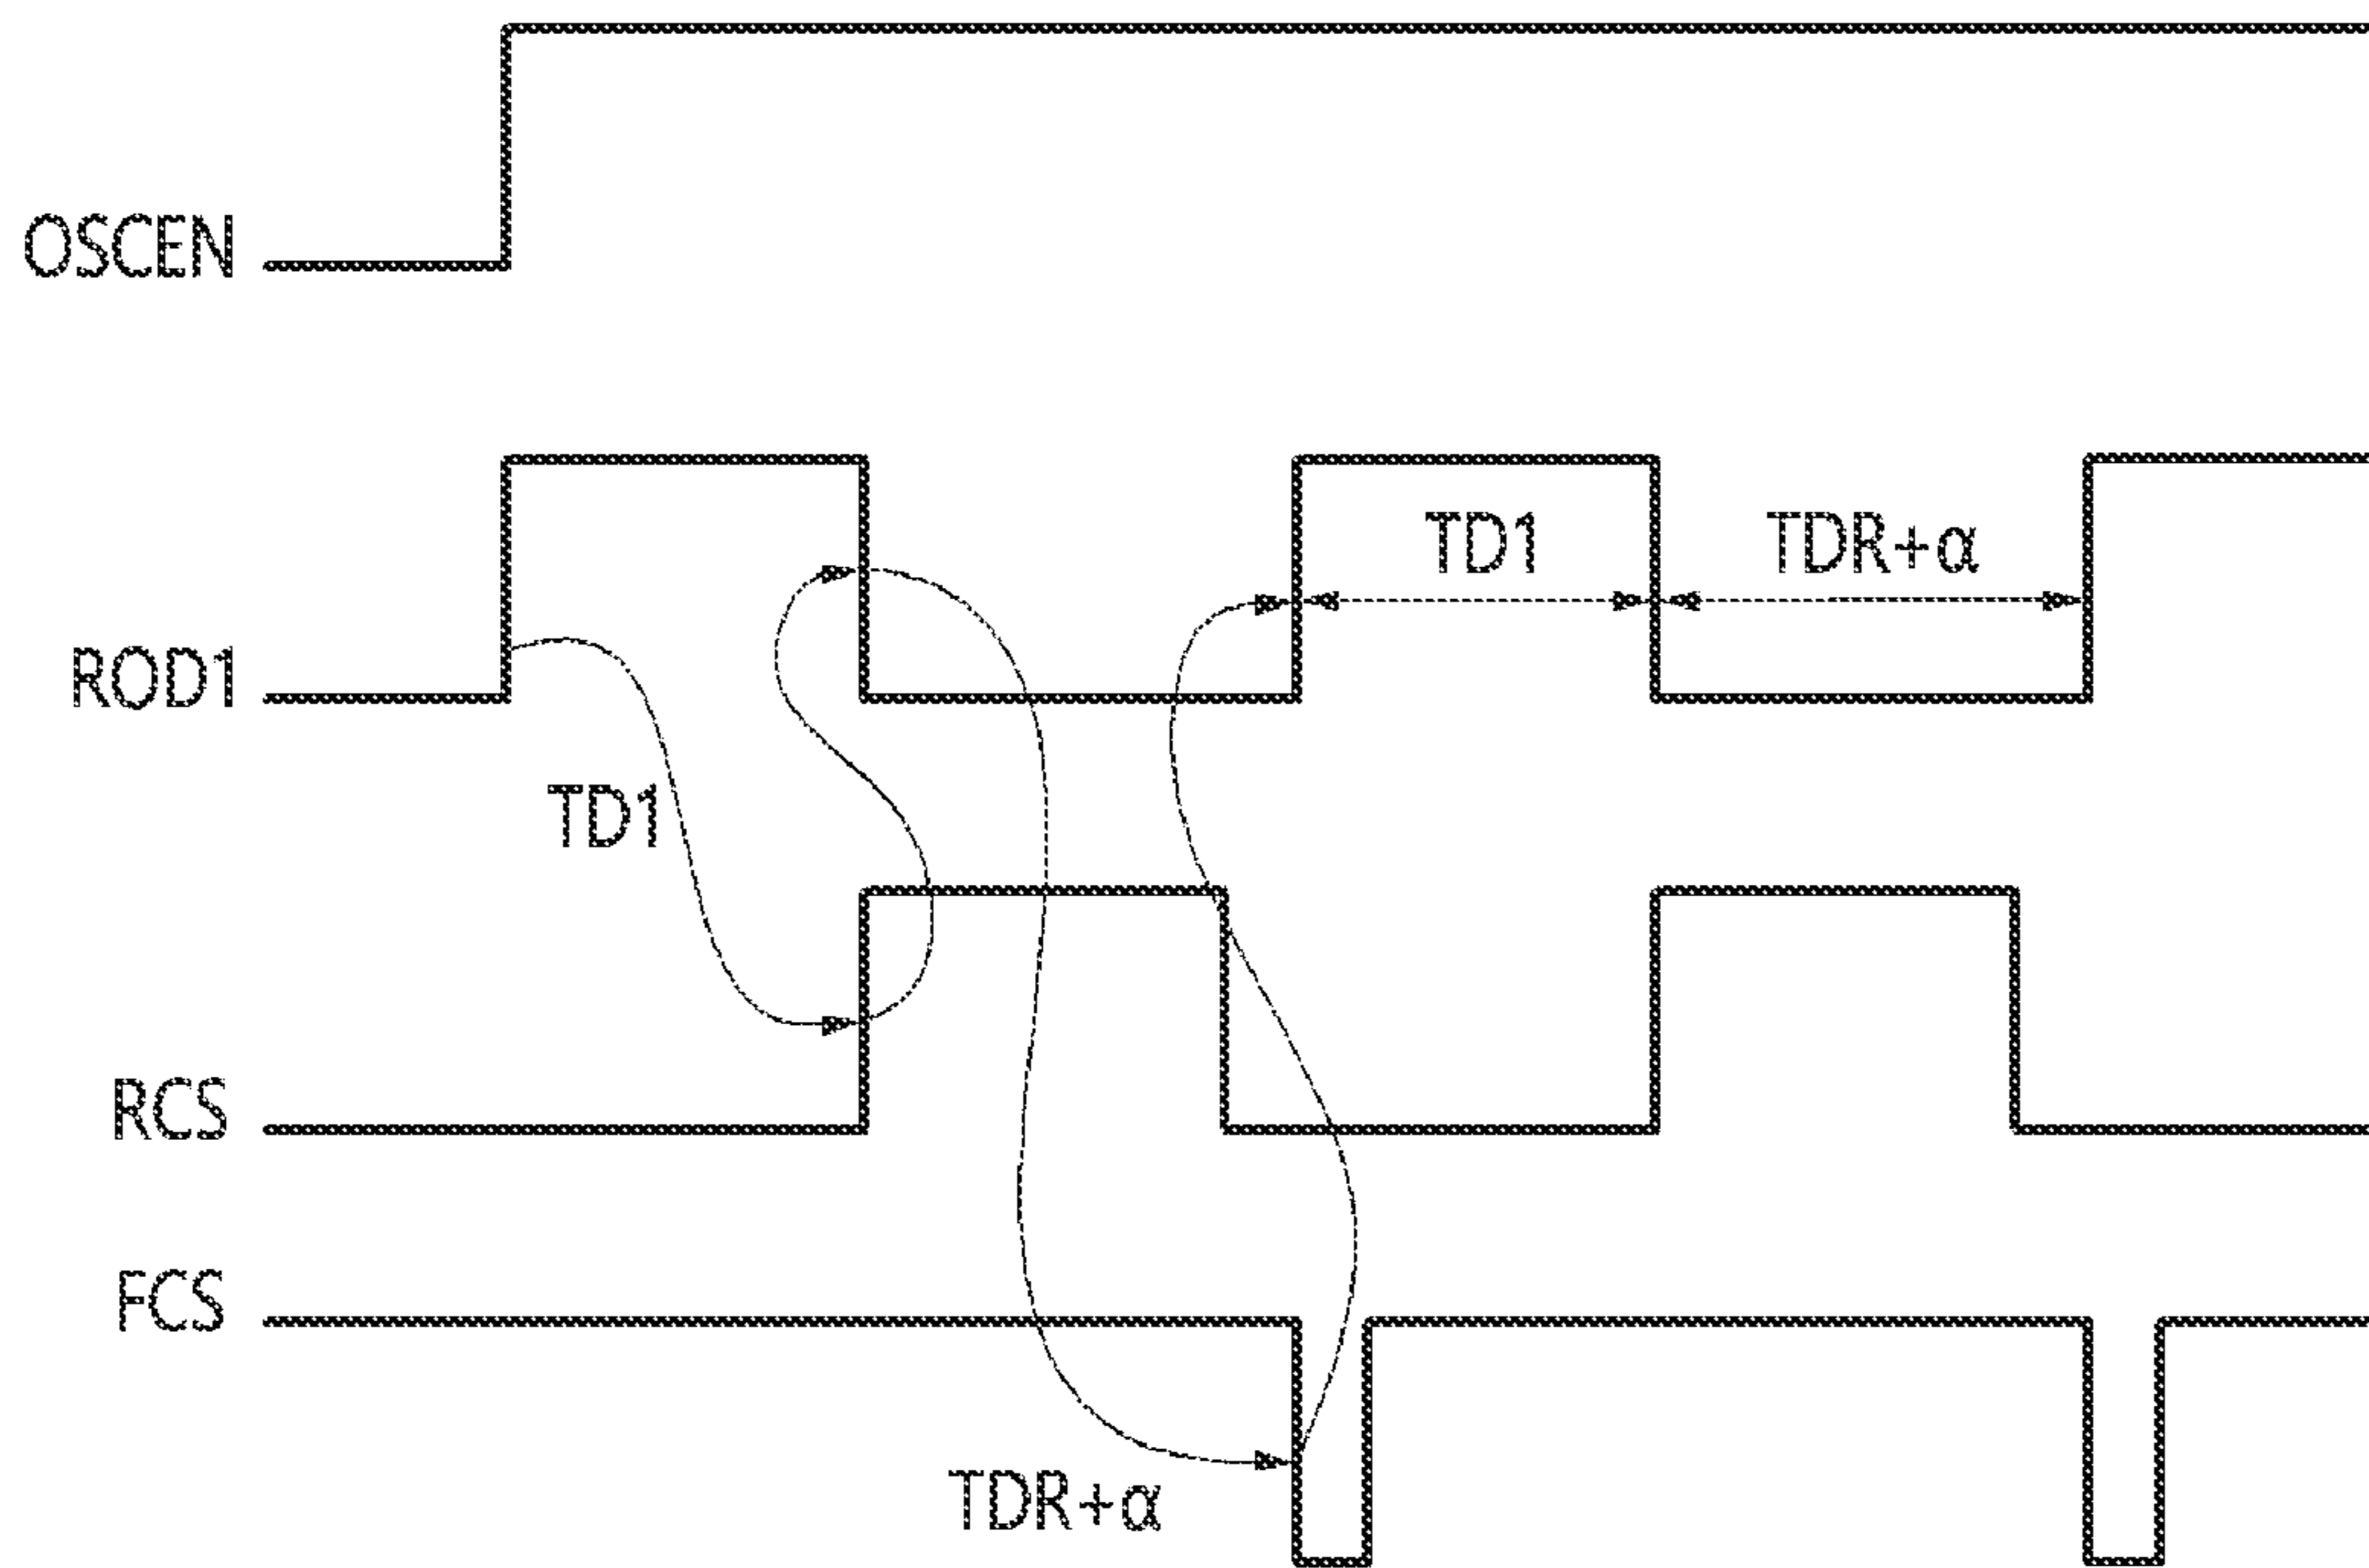 OSCEN
TD1
TDR+α
ROD1
TD1
RCS
FCS
TDR+α